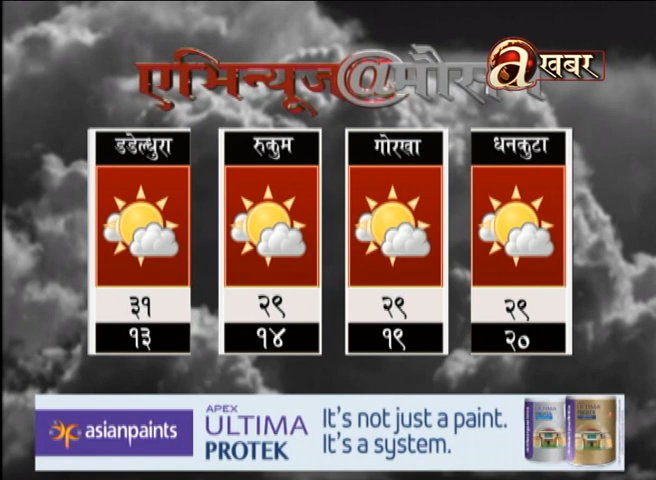 एभिन्यूज@मौसम
a खबर
डडेल्धुरा रुकुम गोरखा धनकुटा
३१ २९ २९ २९
१३ १४ १९ २०
asianpaints
APEX
ULTIMA
PROTEK
It's not just a paint.
It's a system.